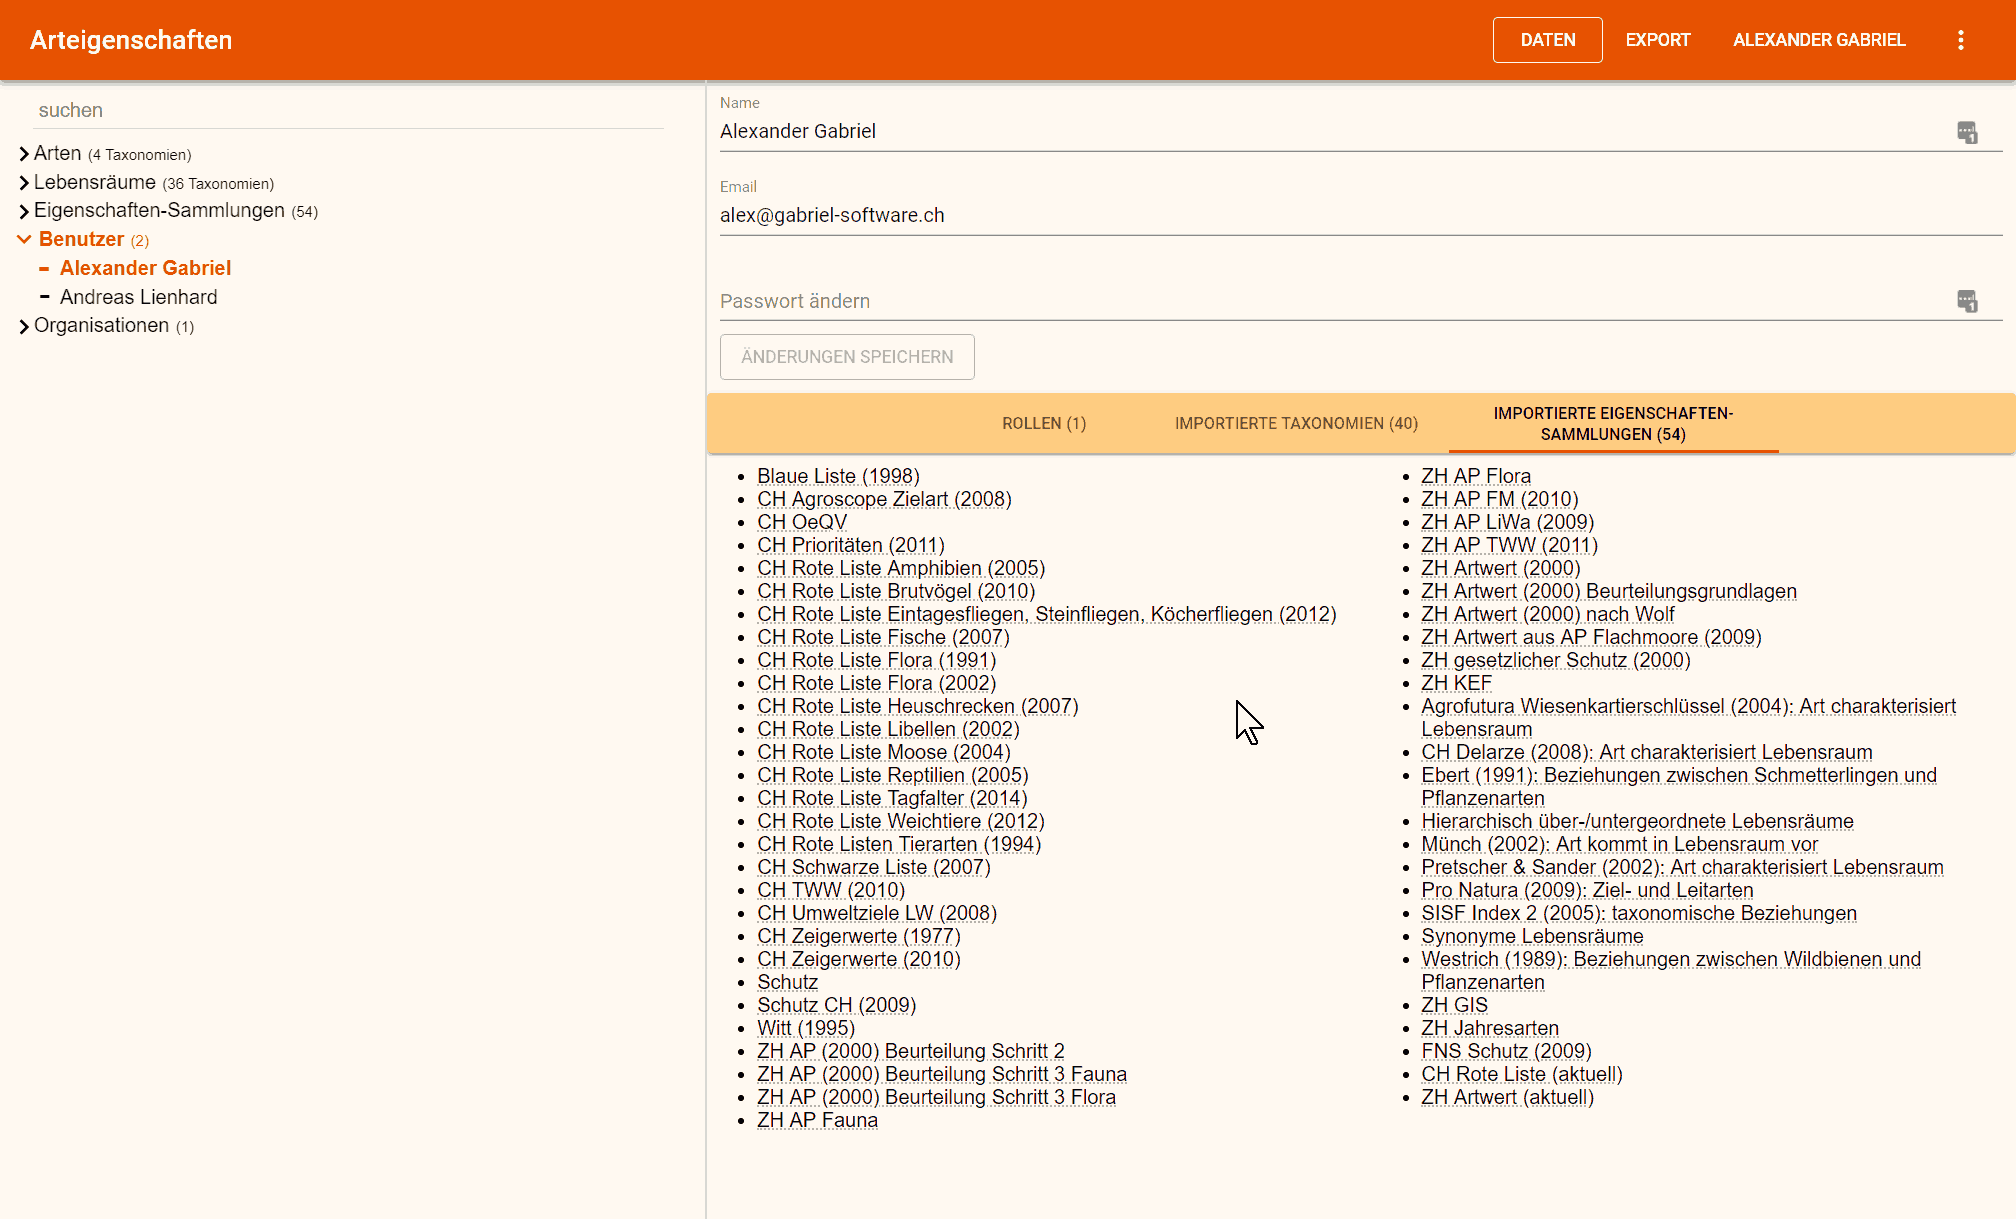 Arteigenschaften
DATEN
EXPORT
ALEXANDER GABRIEL
suchen
Arten (4 Taxonomien)
Lebensräume (36 Taxonomien)
Eigenschaften-Sammlungen (54)
Benutzer (2)
Alexander Gabriel
Andreas Lienhard
Organisationen (1)
Name
Alexander Gabriel
1
Email
alex@gabriel-software.ch
Passwort ändern
1
ÄNDERUNGEN SPEICHERN
ROLLEN (1)
IMPORTIERTE TAXONOMIEN (40)
IMPORTIERTE EIGENSCHAFTEN-
SAMMLUNGEN (54)
Blaue Liste (1998)
CH Agroscope Zielart (2008)
CH OeQV
CH Prioritäten (2011)
CH Rote Liste Amphibien (2005)
CH Rote Liste Brutvögel (2010)
CH Rote Liste Eintagesfliegen, Steinfliegen, Köcherfliegen (2012)
CH Rote Liste Fische (2007)
CH Rote Liste Flora (1991)
CH Rote Liste Flora (2002)
CH Rote Liste Heuschrecken (2007)
CH Rote Liste Libellen (2002)
CH Rote Liste Moose (2004)
CH Rote Liste Reptilien (2005)
CH Rote Liste Tagfalter (2014)
CH Rote Liste Weichtiere (2012)
CH Rote Listen Tierarten (1994)
CH Schwarze Liste (2007)
CH TWW (2010)
CH Umweltziele LW (2008)
CH Zeigerwerte (1977)
CH Zeigerwerte (2010)
Schutz
Schutz CH (2009)
Witt (1995)
ZH AP (2000) Beurteilung Schritt 2
ZH AP (2000) Beurteilung Schritt 3 Fauna
ZH AP (2000) Beurteilung Schritt 3 Flora
ZH AP Fauna
ZH AP Flora
ZH AP FM (2010)
ZH AP LiWa (2009)
ZH AP TWW (2011)
ZH Artwert (2000)
ZH Artwert (2000) Beurteilungsgrundlagen
ZH Artwert (2000) nach Wolf
ZH Artwert aus AP Flachmoore (2009)
ZH gesetzlicher Schutz (2000)
ZH KEF
Agrofutura Wiesenkartierschlüssel (2004): Art charakterisiert
Lebensraum
CH Delarze (2008): Art charakterisiert Lebensraum
Ebert (1991): Beziehungen zwischen Schmetterlingen und
Pflanzenarten
Hierarchisch über-/untergeordnete Lebensräume
Münch (2002): Art kommt in Lebensraum vor
Pretscher & Sander (2002): Art charakterisiert Lebensraum
Pro Natura (2009): Ziel- und Leitarten
SISF Index 2 (2005): taxonomische Beziehungen
Synonyme Lebensräume
Westrich (1989): Beziehungen zwischen Wildbienen und
Pflanzenarten
ZH GIS
ZH Jahresarten
FNS Schutz (2009)
CH Rote Liste (aktuell)
ZH Artwert (aktuell)